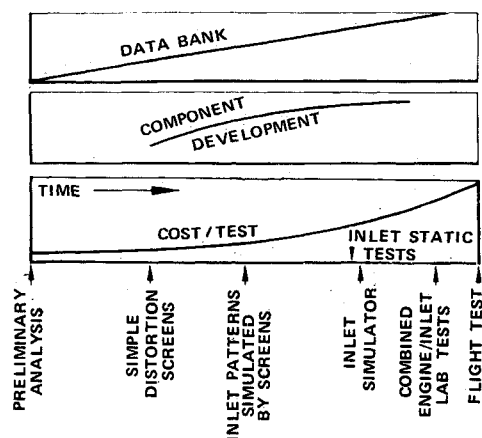 DATA BANK
COMPONENT
DEVELOPMENT
TIME
COST / TEST
INLET STATIC
TESTS
PRELIMINARY
ANALYSIS
SIMPLE
DISTORTION
SCREENS
INLET PATTERNS
SIMULATED
BY SCREENS
INLET
SIMULATOR
COMBINED
ENGINE/INLET
LAB TESTS
FLIGHT TEST